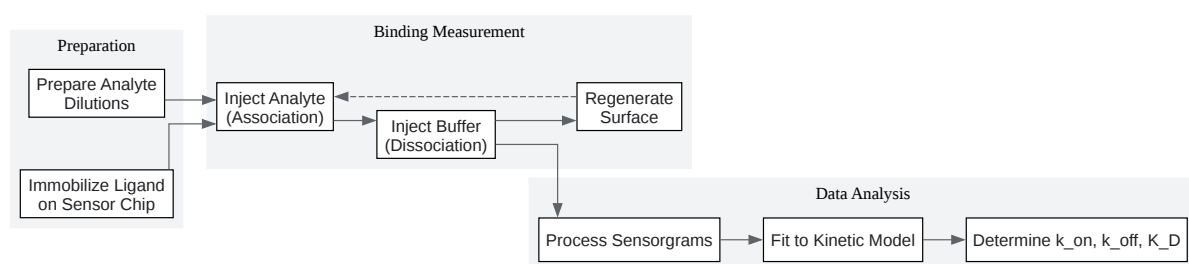 Preparation
Prepare Analyte
Dilutions
Immobilize Ligand
on Sensor Chip
Binding Measurement
Inject Analyte
(Association)
Inject Buffer
(Dissociation)
Regenerate
Surface
Data Analysis
Process Sensorgrams
Fit to Kinetic Model
Determine k_on, k_off, K_D